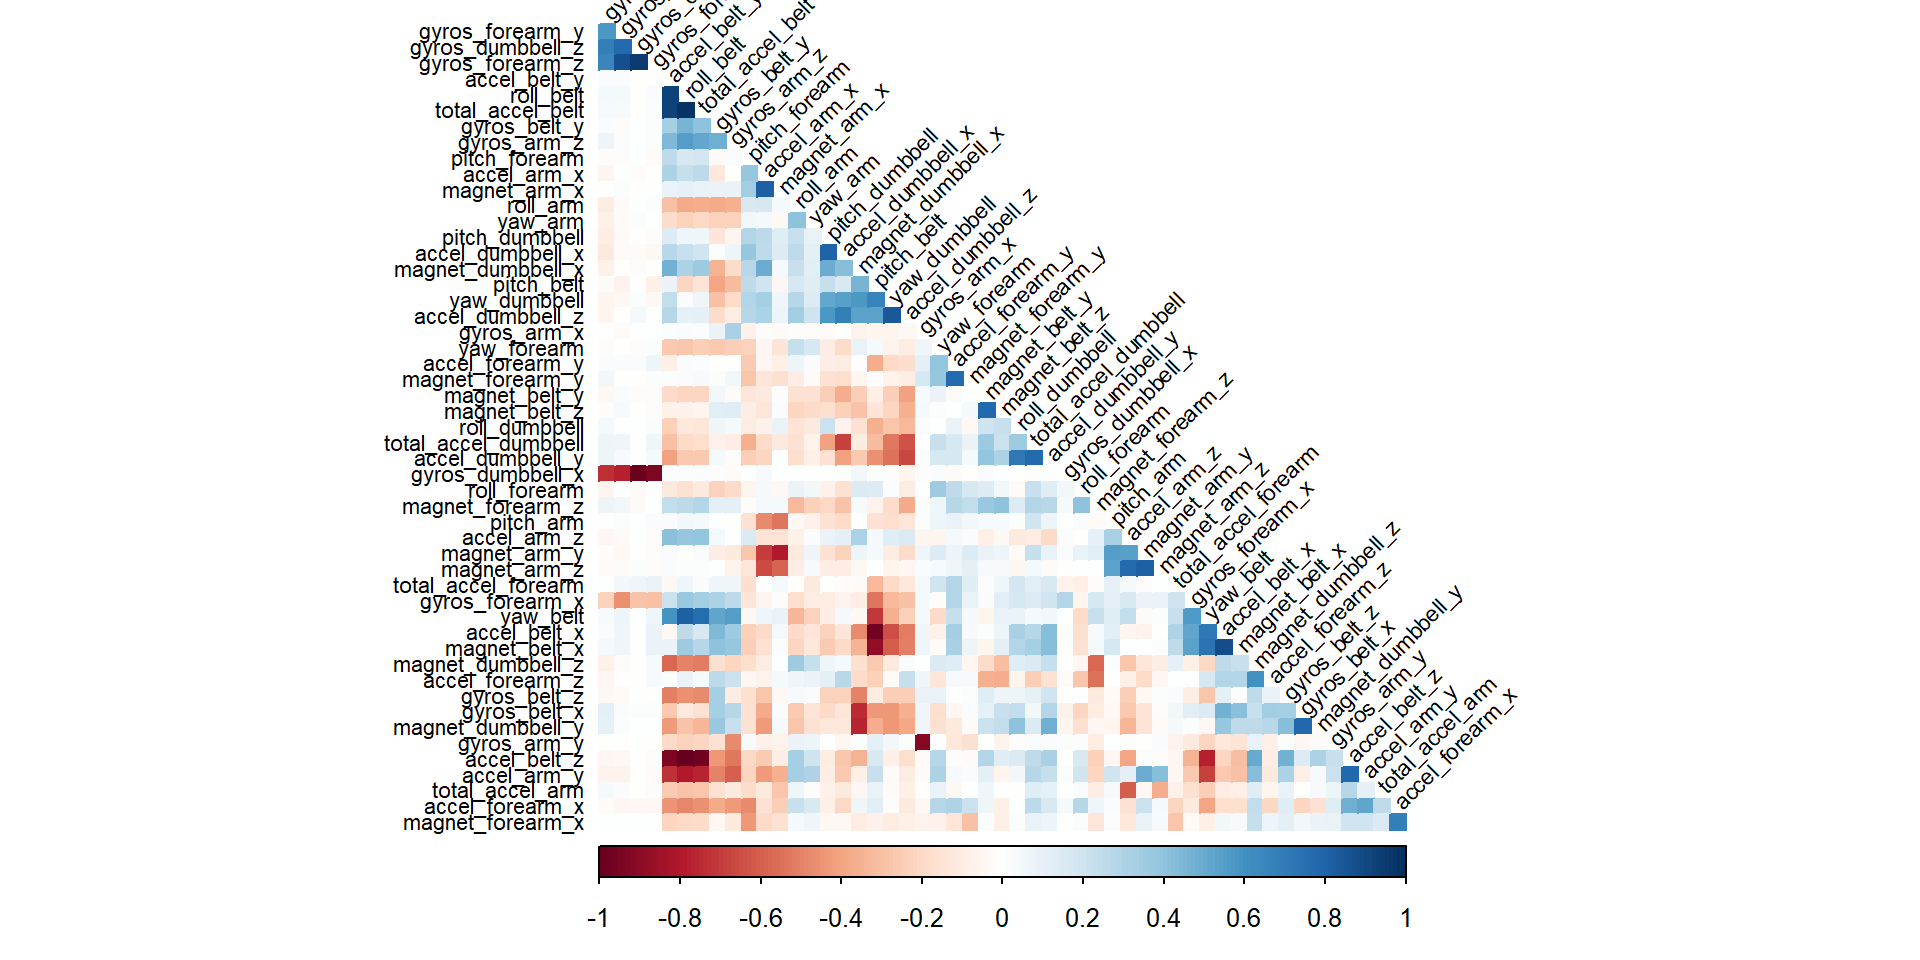 gyros_forearm_y
gyros_dumbbell_z
gyros_forearm_z
accel_belt_y
roll_belt
total_accel_belt
gyros_belt_y
gyros_arm_z
pitch_forearm
accel_arm_x
magnet_arm_x
roll_arm
yaw_arm
pitch_dumbbell
accel_dumbbell_x
magnet_dumbbell_x
pitch_belt
yaw_dumbbell
accel_dumbbell_z
gyros_arm_x
yaw_forearm
accel_forearm_y
magnet_forearm_y
magnet_belt_y
magnet_belt_z
roll_dumbbell
total_accel_dumbbell
accel_dumbbell_y
gyros_dumbbell_x
roll_forearm
magnet_forearm_z
pitch_arm
accel_arm_z
magnet_arm_y
magnet_arm_z
total_accel_forearm
gyros_forearm_x
yaw_belt
accel_belt_x
magnet_belt_x
magnet_dumbbell_z
accel_forearm_z
gyros_belt_z
gyros_belt_x
magnet_dumbbell_y
gyros_arm_y
accel_belt_z
accel_arm_y
total_accel_arm
accel_forearm_x
magnet_forearm_x
accel_belt_y
roll_belt
total_accel_belt
gyros_belt_y
gyros_arm_z
pitch_forearm
accel_arm_x
magnet_arm_x
roll_arm
yaw_arm
pitch_dumbbell
accel_dumbbell_x
magnet_dumbbell_x
pitch_belt
yaw_dumbbell
accel_dumbbell_z
gyros_arm_x
yaw_forearm
accel_forearm_y
magnet_forearm_y
magnet_belt_y
magnet_belt_z
roll_dumbbell
total_accel_dumbbell
accel_dumbbell_y
gyros_dumbbell_x
roll_forearm
magnet_forearm_z
pitch_arm
accel_arm_z
magnet_arm_y
magnet_arm_z
total_accel_forearm
gyros_forearm_x
yaw_belt
accel_belt_x
magnet_belt_x
magnet_dumbbell_z
accel_forearm_z
gyros_belt_z
gyros_belt_x
magnet_dumbbell_y
gyros_arm_y
accel_belt_z
accel_arm_y
total_accel_arm
accel_forearm_x
-1 -0.8 -0.6 -0.4 -0.2 0 0.2 0.4 0.6 0.8 1